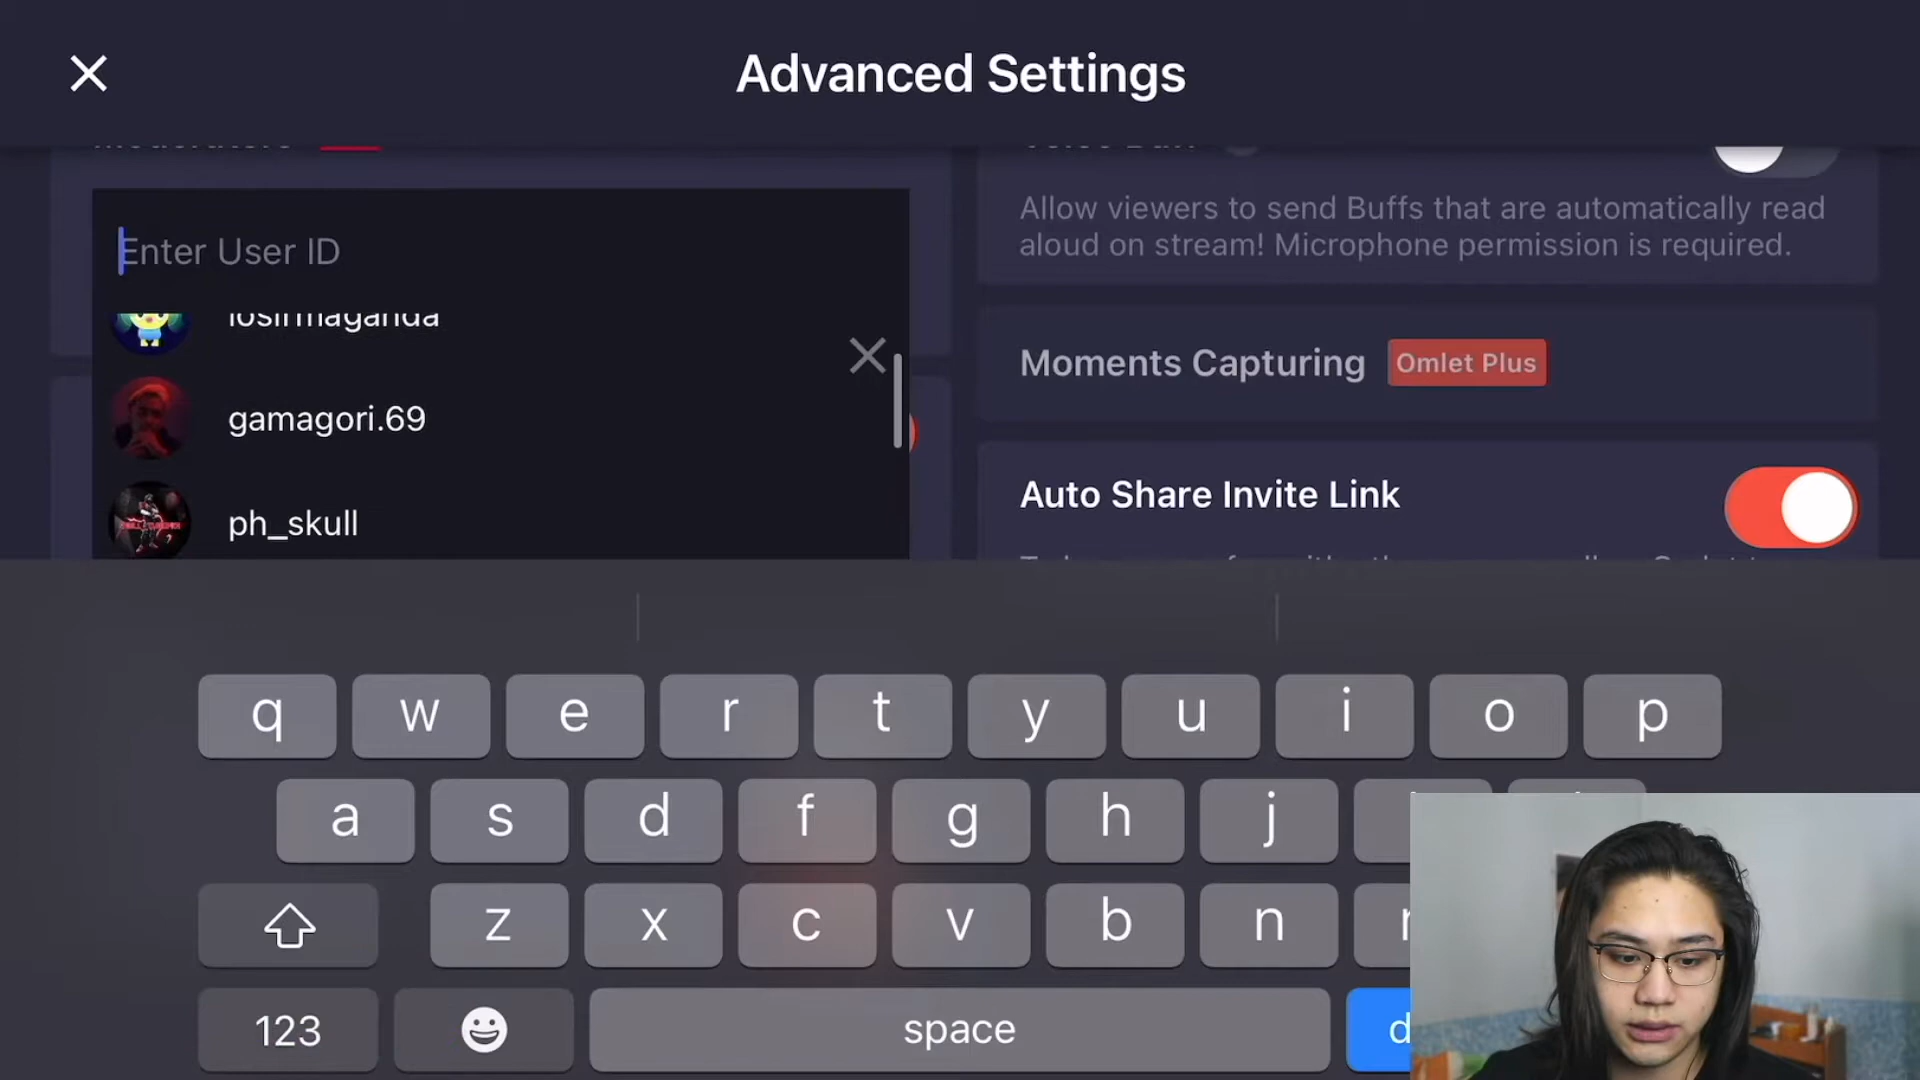 Advanced Settings
Moderators
Enter User ID
gamagori.69
ph_skull
Allow viewers to send Buffs that are automatically read
aloud on stream! Microphone permission is required.
Moments Capturing Omlet Plus
Auto Share Invite Link
q w e r t y u i o p
a s d f g h j
z x c v b n
123 space